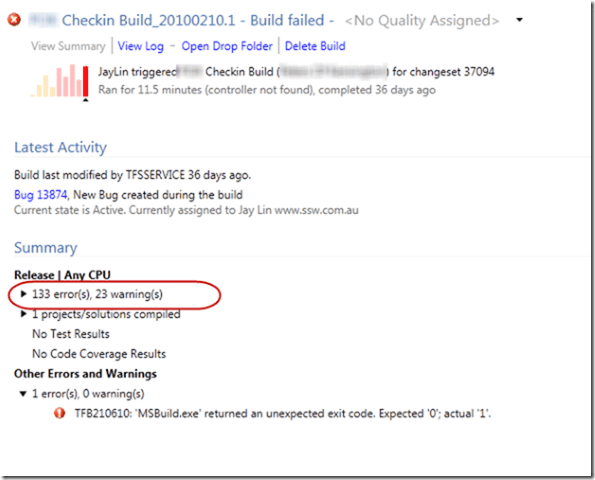 Checkin Build_20100210.1 - Build failed - <No Quality Assigned>
View Summary | View Log - Open Drop Folder | Delete Build
JayLin triggered Checkin Build ( ) for changeset 37094
Ran for 11.5 minutes (controller not found), completed 36 days ago
Latest Activity
Build last modified by TFSSERVICE 36 days ago.
Bug 13874, New Bug created during the build
Current state is Active. Currently assigned to Jay Lin www.ssw.com.au
Summary
Release | Any CPU
133 error(s), 23 warning(s)
1 projects/solutions compiled
No Test Results
No Code Coverage Results
Other Errors and Warnings
1 error(s), 0 warning(s)
TFB210610: 'MSBuild.exe' returned an unexpected exit code. Expected '0'; actual '1'.